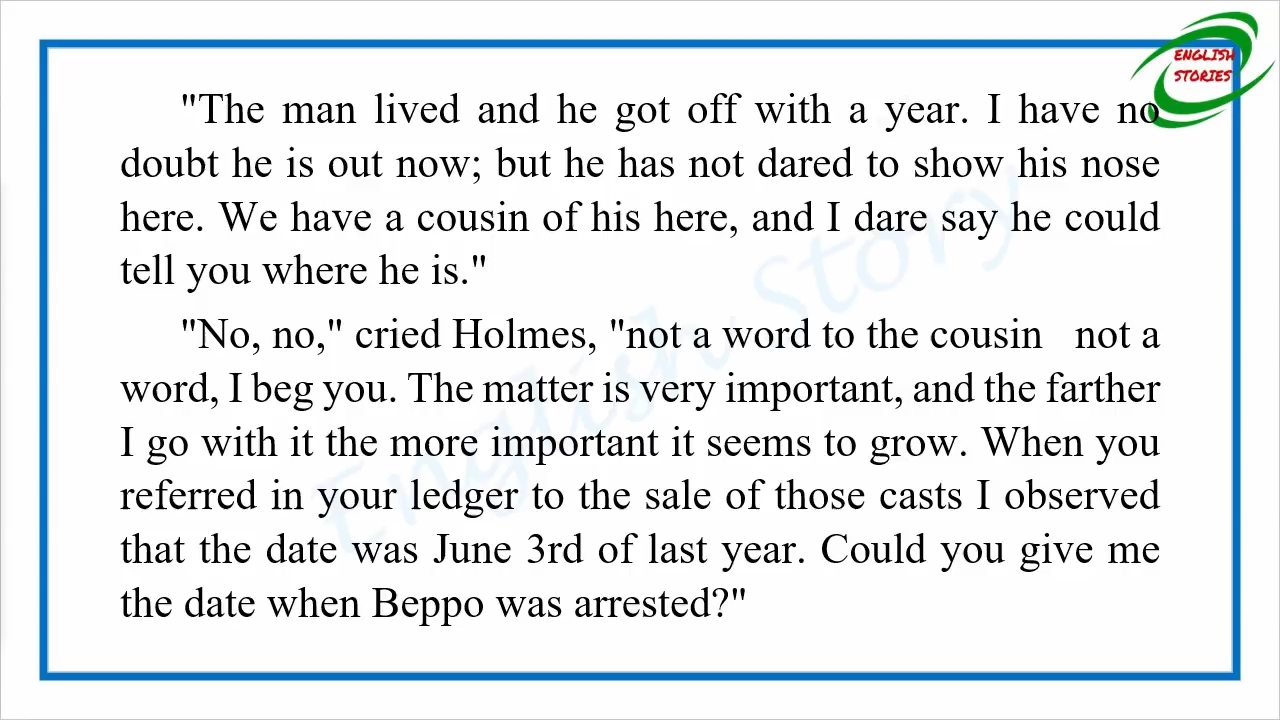 ENGLISH
STORIES
"The man lived and he got off with a year. I have no
doubt he is out now; but he has not dared to show his nose
here. We have a cousin of his here, and I dare say he could
tell you where he is."
"No, no," cried Holmes, "not a word to the cousin   not a
word, I beg you. The matter is very important, and the farther
I go with it the more important it seems to grow. When you
referred in your ledger to the sale of those casts I observed
that the date was June 3rd of last year. Could you give me
the date when Beppo was arrested?"
English Story